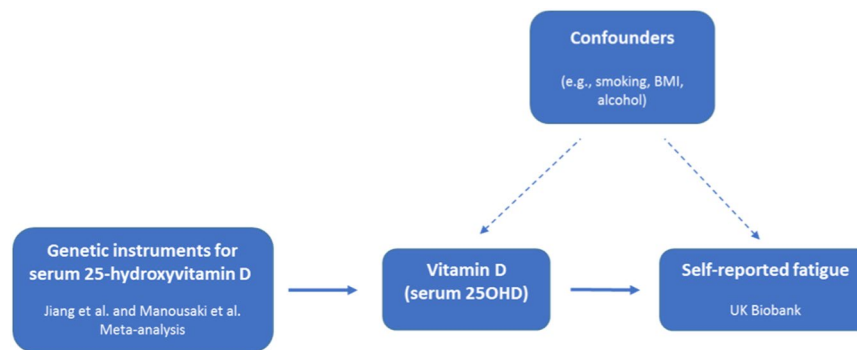 Confounders
(e.g., smoking, BMI,
alcohol)
Genetic instruments for
serum 25-hydroxyvitamin D
Jiang et al. and Manousaki et al.
Meta-analysis
Vitamin D
(serum 25OHD)
Self-reported fatigue
UK Biobank